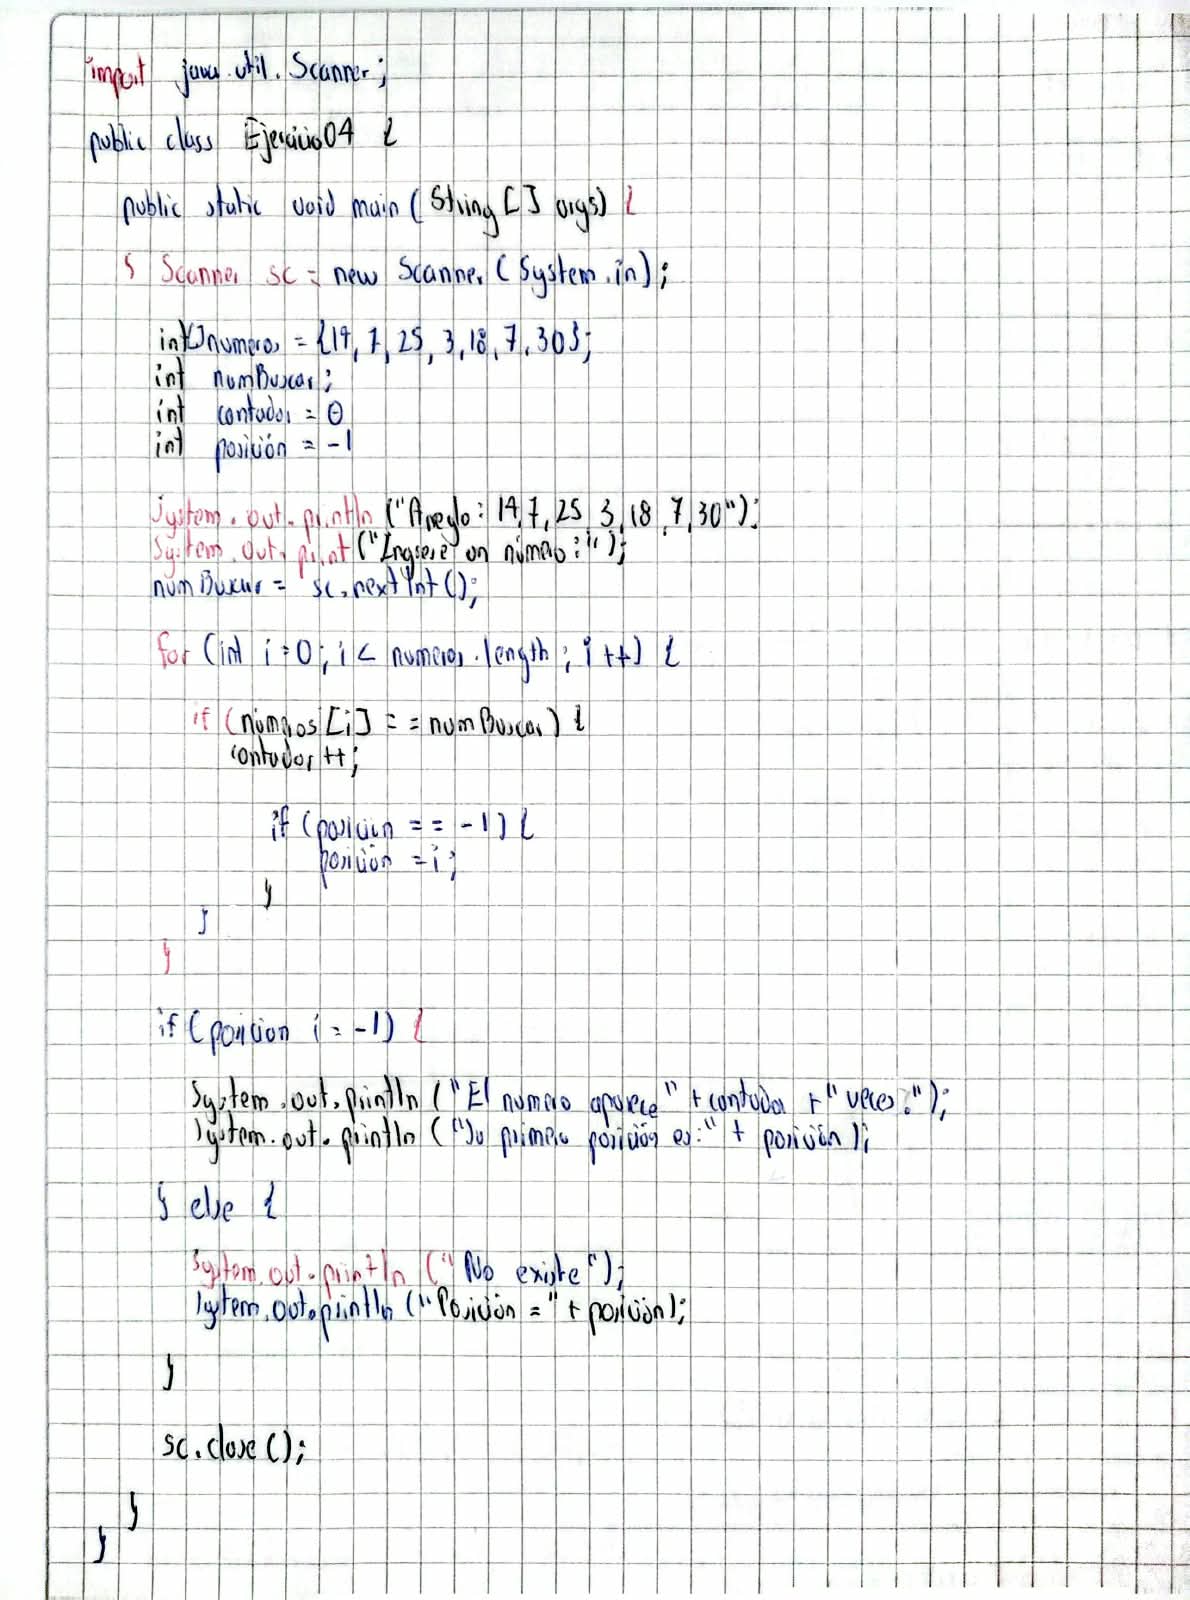 import java.util.Scanner;
public class Ejercicio04 {
public static void main (String [] args) {
} Scanner sc = new Scanner (System.in);
int[]numeros = {14, 7, 25, 3, 18, 7, 30};
int numBuscar;
int contador = 0
int posición = -1
System.out.println ("Arreglo: 14,7,25,3,18,7,30");
System.out.print ("Ingrese un número:");
numBuscar = sc.nextInt();
for (int i=0; i< numeros.length; i++) {
if (números[i] == numBuscar) {
contador++;
if (posición == -1) {
posición = i;
}
}
}
if (posicion != -1) {
System.out.println ("El numero aparece" + contador + "veces.");
System.out.println ("Su primera posición es:" + posición);
} else {
System.out.println ("No existe");
System.out.println ("Posición =" + posición);
}
sc.close();
}
}